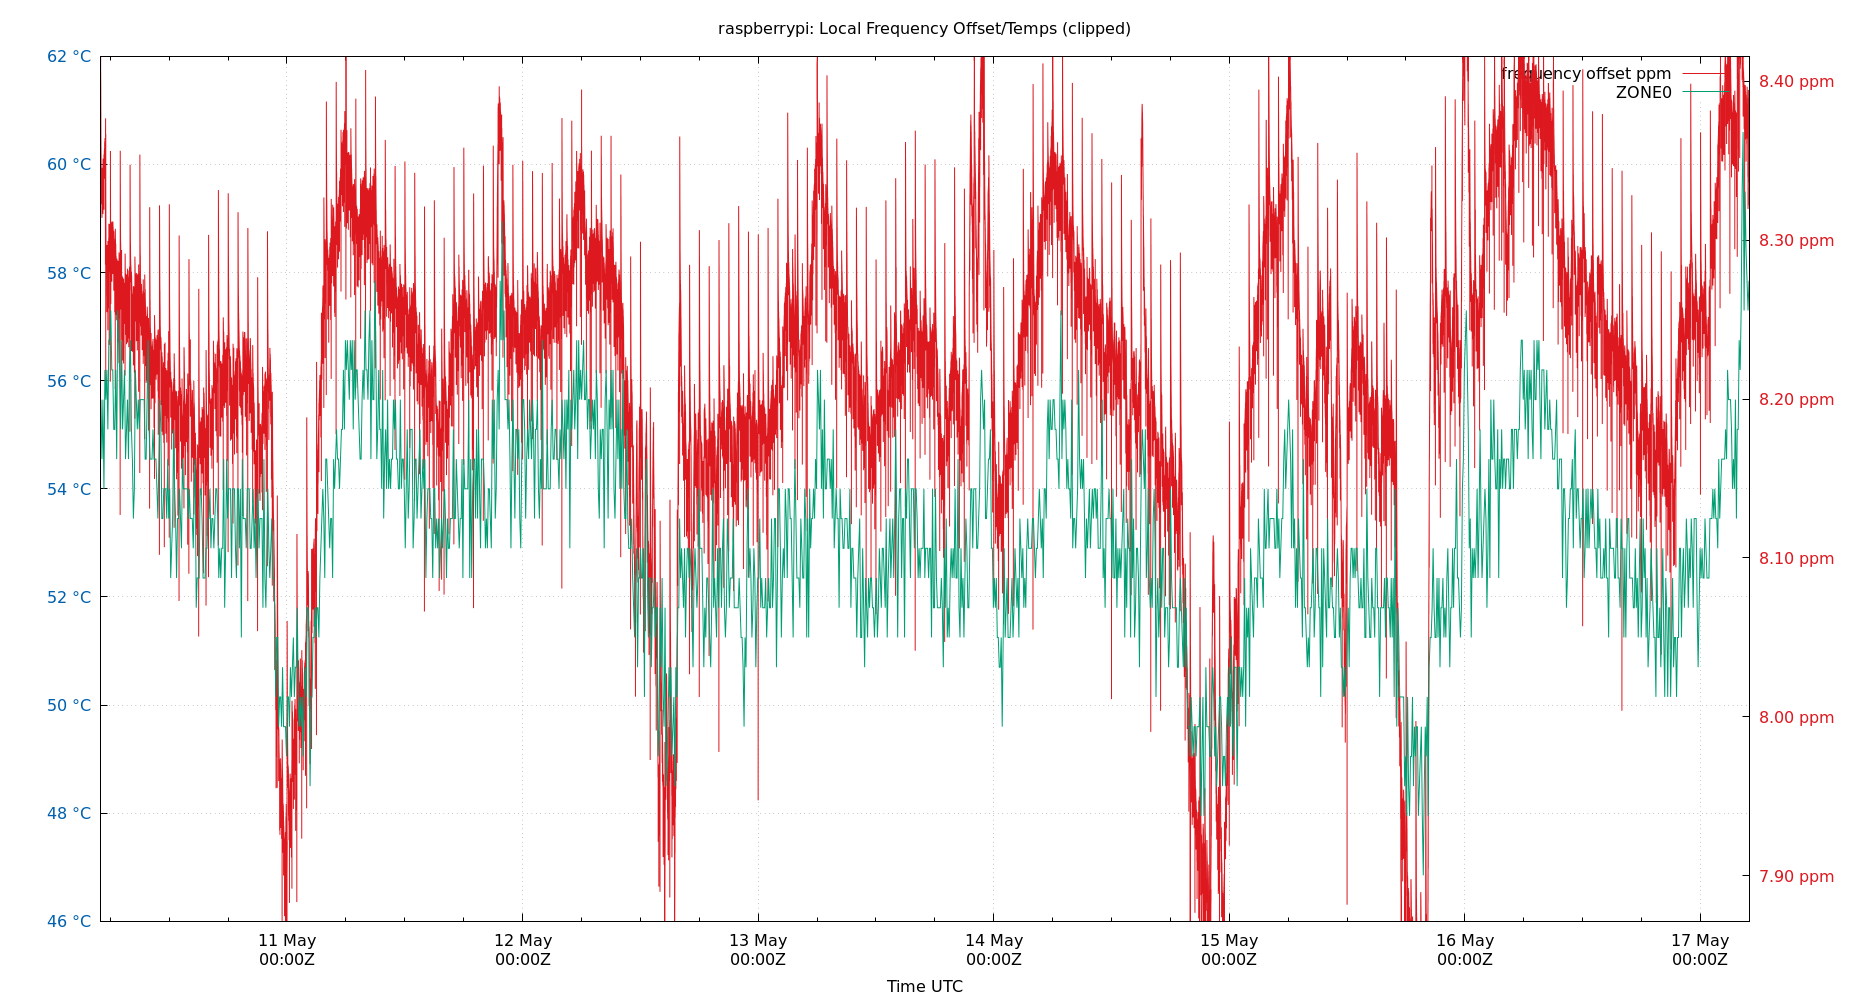 raspberrypi: Local Frequency Offset/Temps (clipped)
62 °C
60 °C
58 °C
56 °C
54 °C
52 °C
50 °C
48 °C
46 °C
frequency offset ppm
ZONE0
8.40 ppm
8.30 ppm
8.20 ppm
8.10 ppm
8.00 ppm
7.90 ppm
11 May 12 May 13 May 14 May 15 May 16 May 17 May
00:00Z 00:00Z 00:00Z 00:00Z 00:00Z 00:00Z 00:00Z
Time UTC